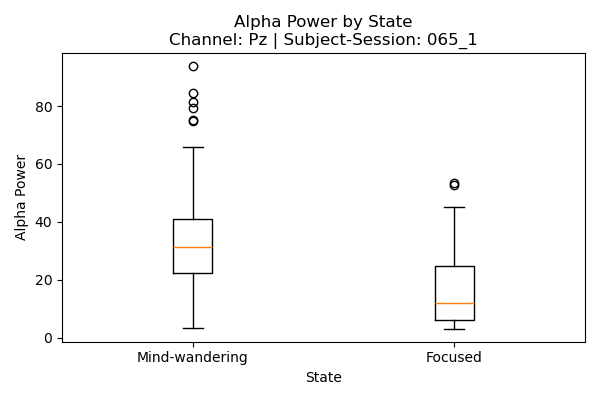 Alpha Power by State
Channel: Pz | Subject-Session: 065_1
Alpha Power
80
60
40
20
0
Mind-wandering
Focused
State